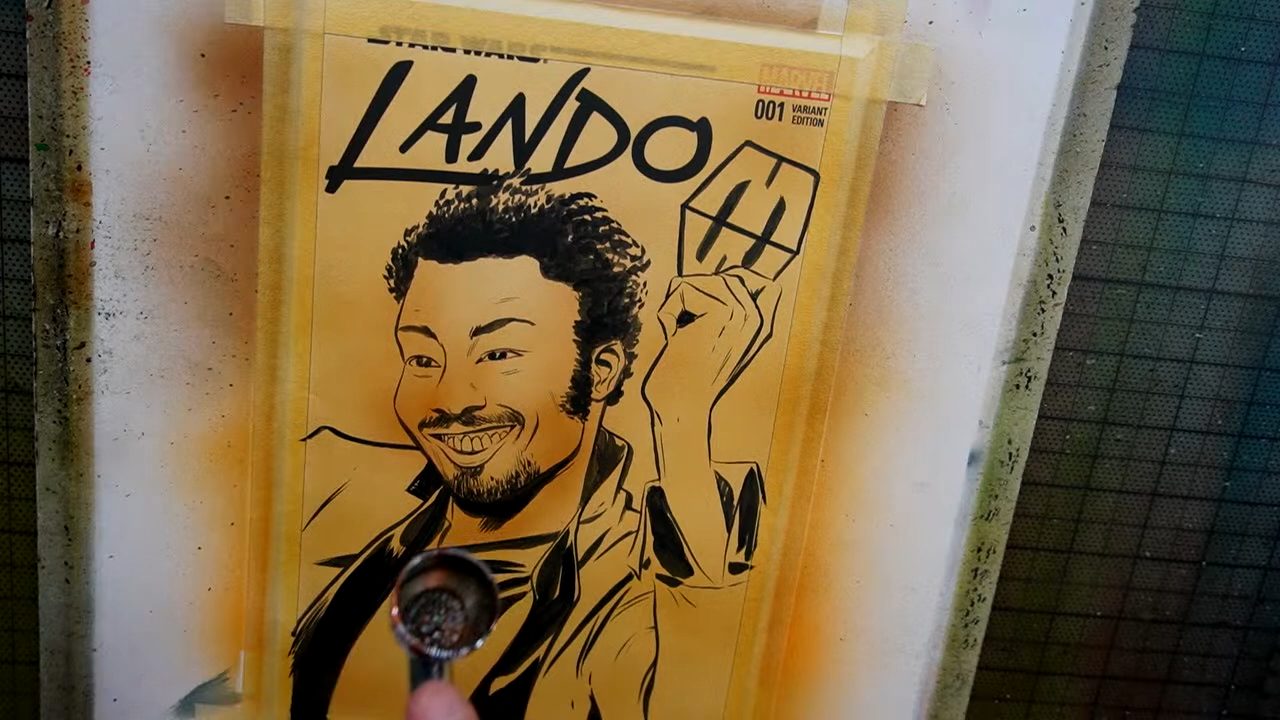 STAR WARS
LANDO
MARVEL
001 VARIANT
EDITION